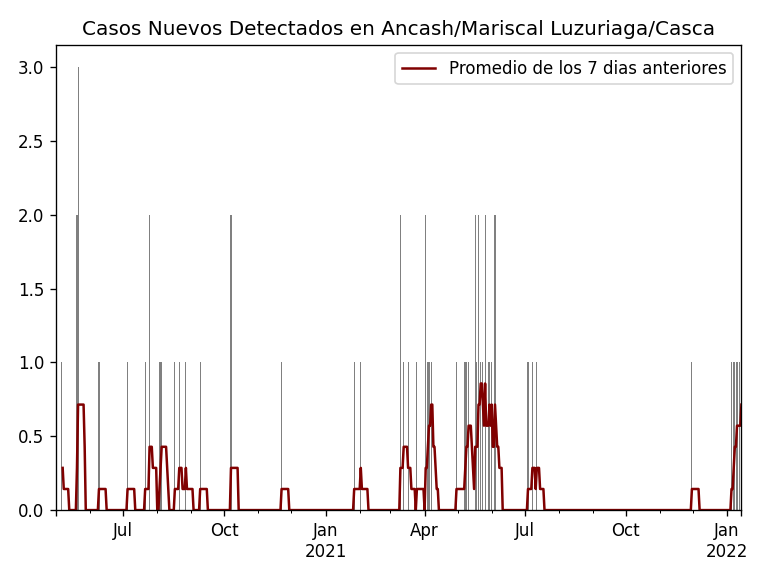 Casos Nuevos Detectados en Ancash/Mariscal Luzuriaga/Casca
Promedio de los 7 dias anteriores
3.0
2.5
2.0
1.5
1.0
0.5
0.0
Jul
Oct
Jan
2021
Apr
Jul
Oct
Jan
2022